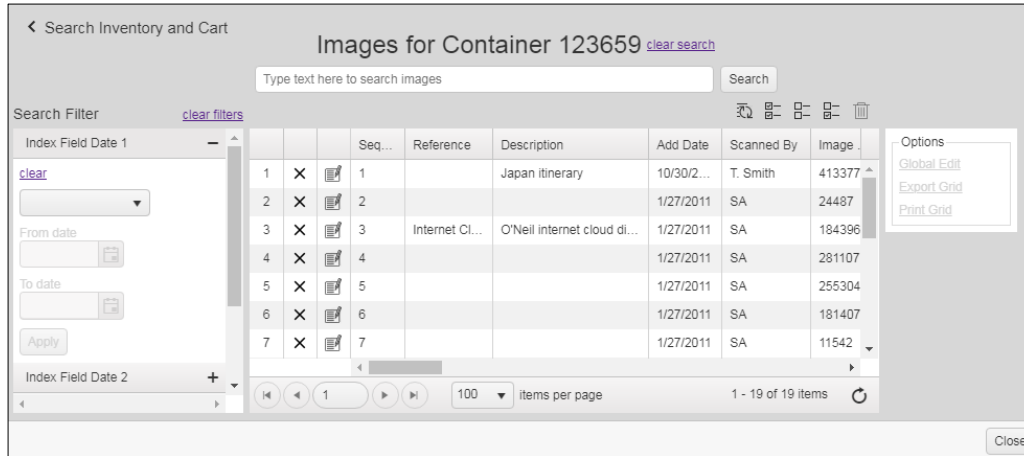 Search Inventory and Cart
Images for Container 123659 clear search
Type text here to search images Search
Search Filter clear filters
Index Field Date 1
clear
From date
To date
Apply
Index Field Date 2
Seq... Reference Description Add Date Scanned By Image .
1 1 Japan itinerary 10/30/2... T. Smith 413377
2 2 1/27/2011 SA 24487
3 3 Internet Cl... O'Neil internet cloud di... 1/27/2011 SA 184396
4 4 1/27/2011 SA 281107
5 5 1/27/2011 SA 255304
6 6 1/27/2011 SA 181407
7 7 1/27/2011 SA 11542
1 100 items per page 1 - 19 of 19 items
Options
Global Edit
Export Grid
Print Grid
Close